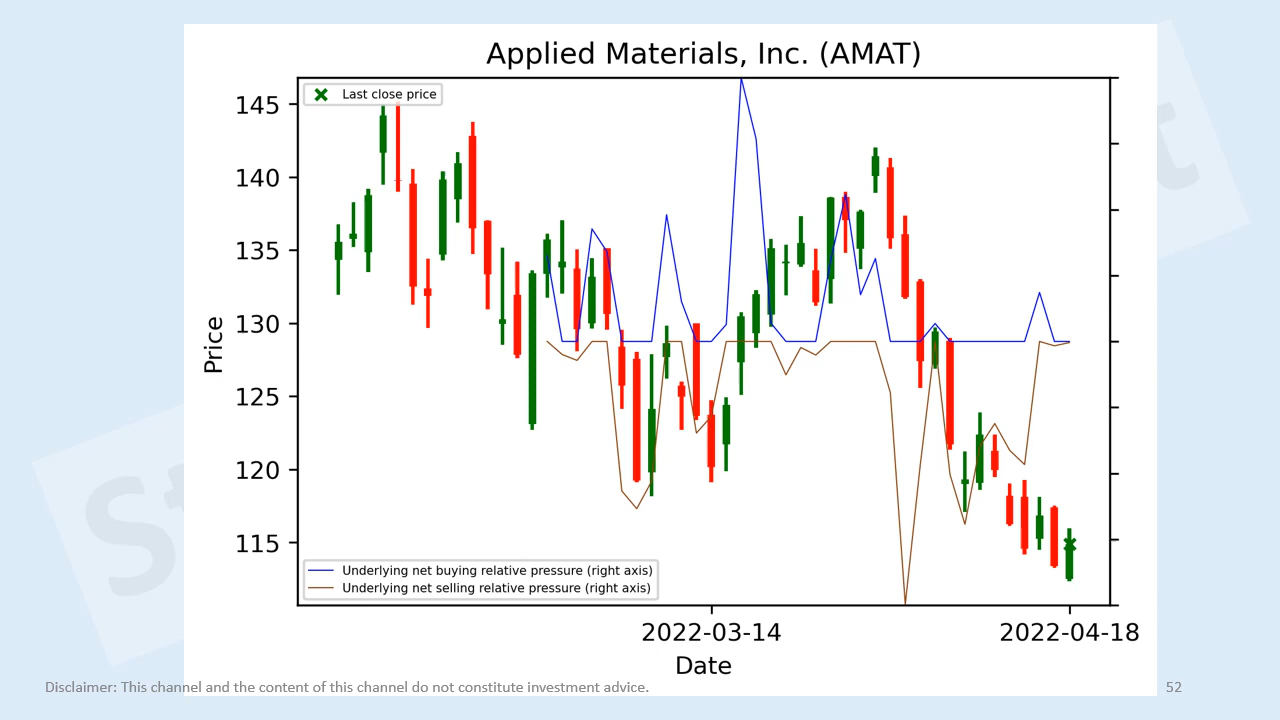 Applied Materials, Inc. (AMAT)
Last close price
145
140
135
130
125
120
115
Price
Underlying net buying relative pressure (right axis)
Underlying net selling relative pressure (right axis)
2022-03-14
2022-04-18
Date
Disclaimer: This channel and the content of this channel do not constitute investment advice.
52